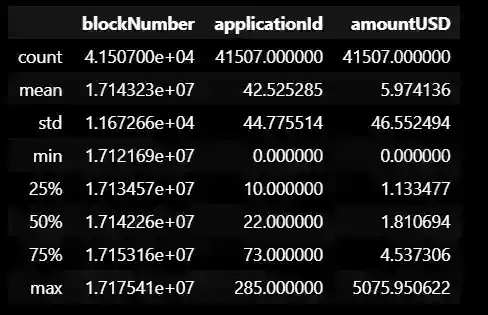 blockNumber applicationId amountUSD
count 4.150700e+04 41507.000000 41507.000000
mean 1.714323e+07 42.525285 5.974136
std 1.167266e+04 44.775514 46.552494
min 1.712169e+07 0.000000 0.000000
25% 1.713457e+07 10.000000 1.133477
50% 1.714226e+07 22.000000 1.810694
75% 1.715316e+07 73.000000 4.537306
max 1.717541e+07 285.000000 5075.950622